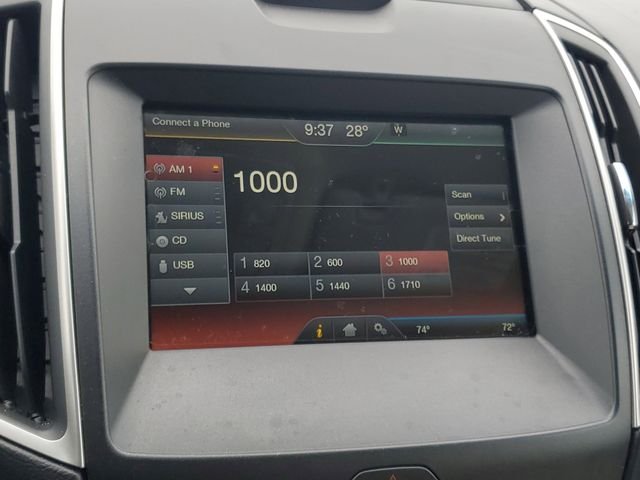 Connect a Phone
9:37 28° W
AM 1
FM
SIRIUS
CD
USB
1000
Scan
Options
Direct Tune
1 820 2 600 3 1000
4 1400 5 1440 6 1710
i 74° 72°